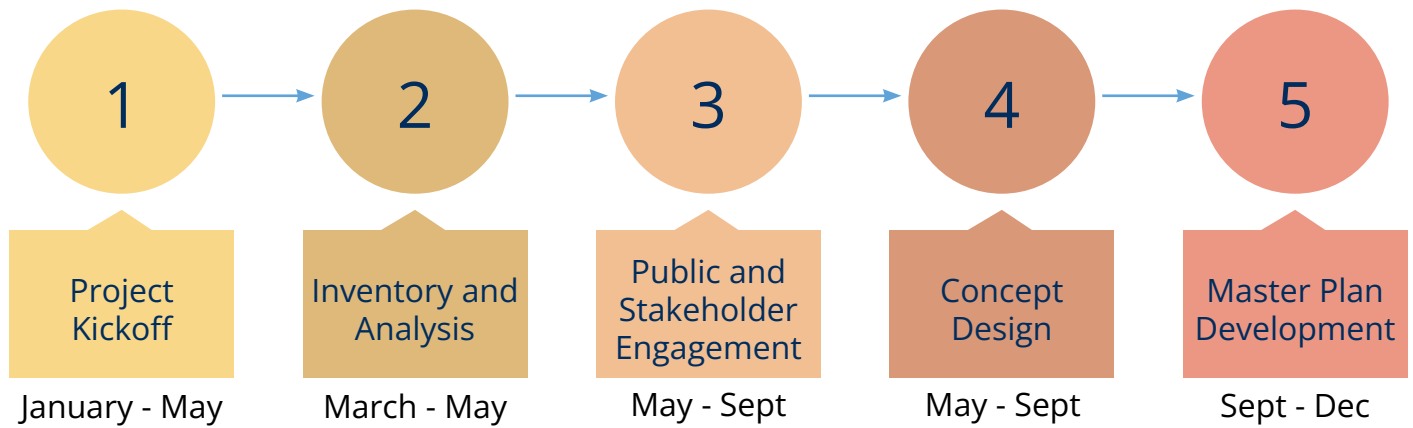 1
2
3
4
5
Project
Kickoff
Inventory and
Analysis
Public and
Stakeholder
Engagement
Concept
Design
Master Plan
Development
January - May
March - May
May - Sept
May - Sept
Sept - Dec